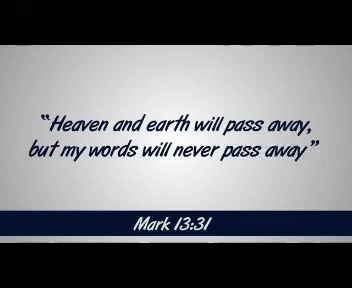 “Heaven and earth will pass away,
but my words will never pass away”
Mark 13:31